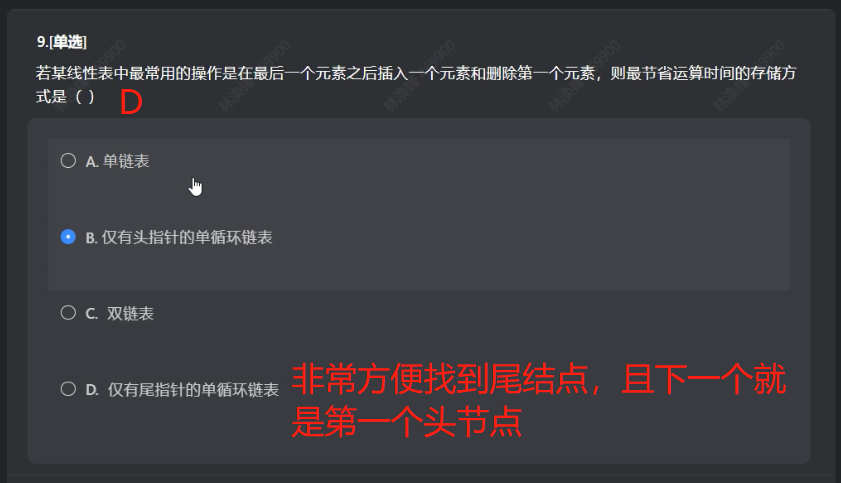 9.[单选]
若某线性表中最常用的操作是在最后一个元素之后插入一个元素和删除第一个元素，则最节省运算时间的存储方
式是（ ） D
A. 单链表
B. 仅有头指针的单循环链表
C. 双链表
D. 仅有尾指针的单循环链表
非常方便找到尾结点，且下一个就
是第一个头节点